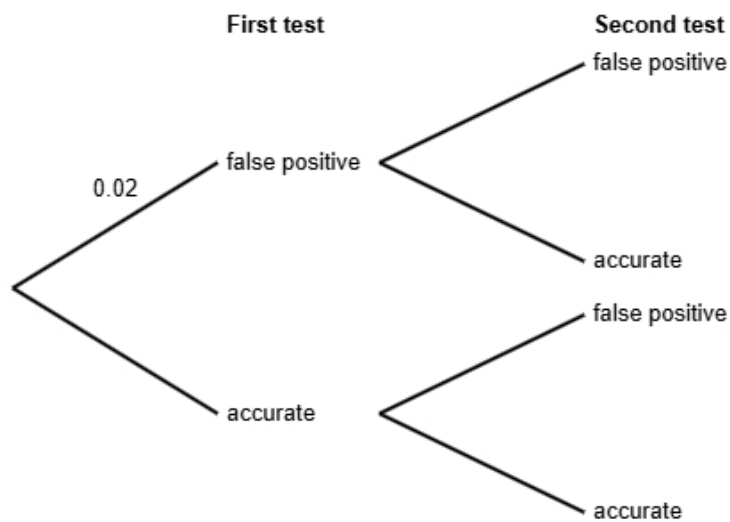 First test
Second test
false positive
false positive
0.02
accurate
false positive
accurate
accurate